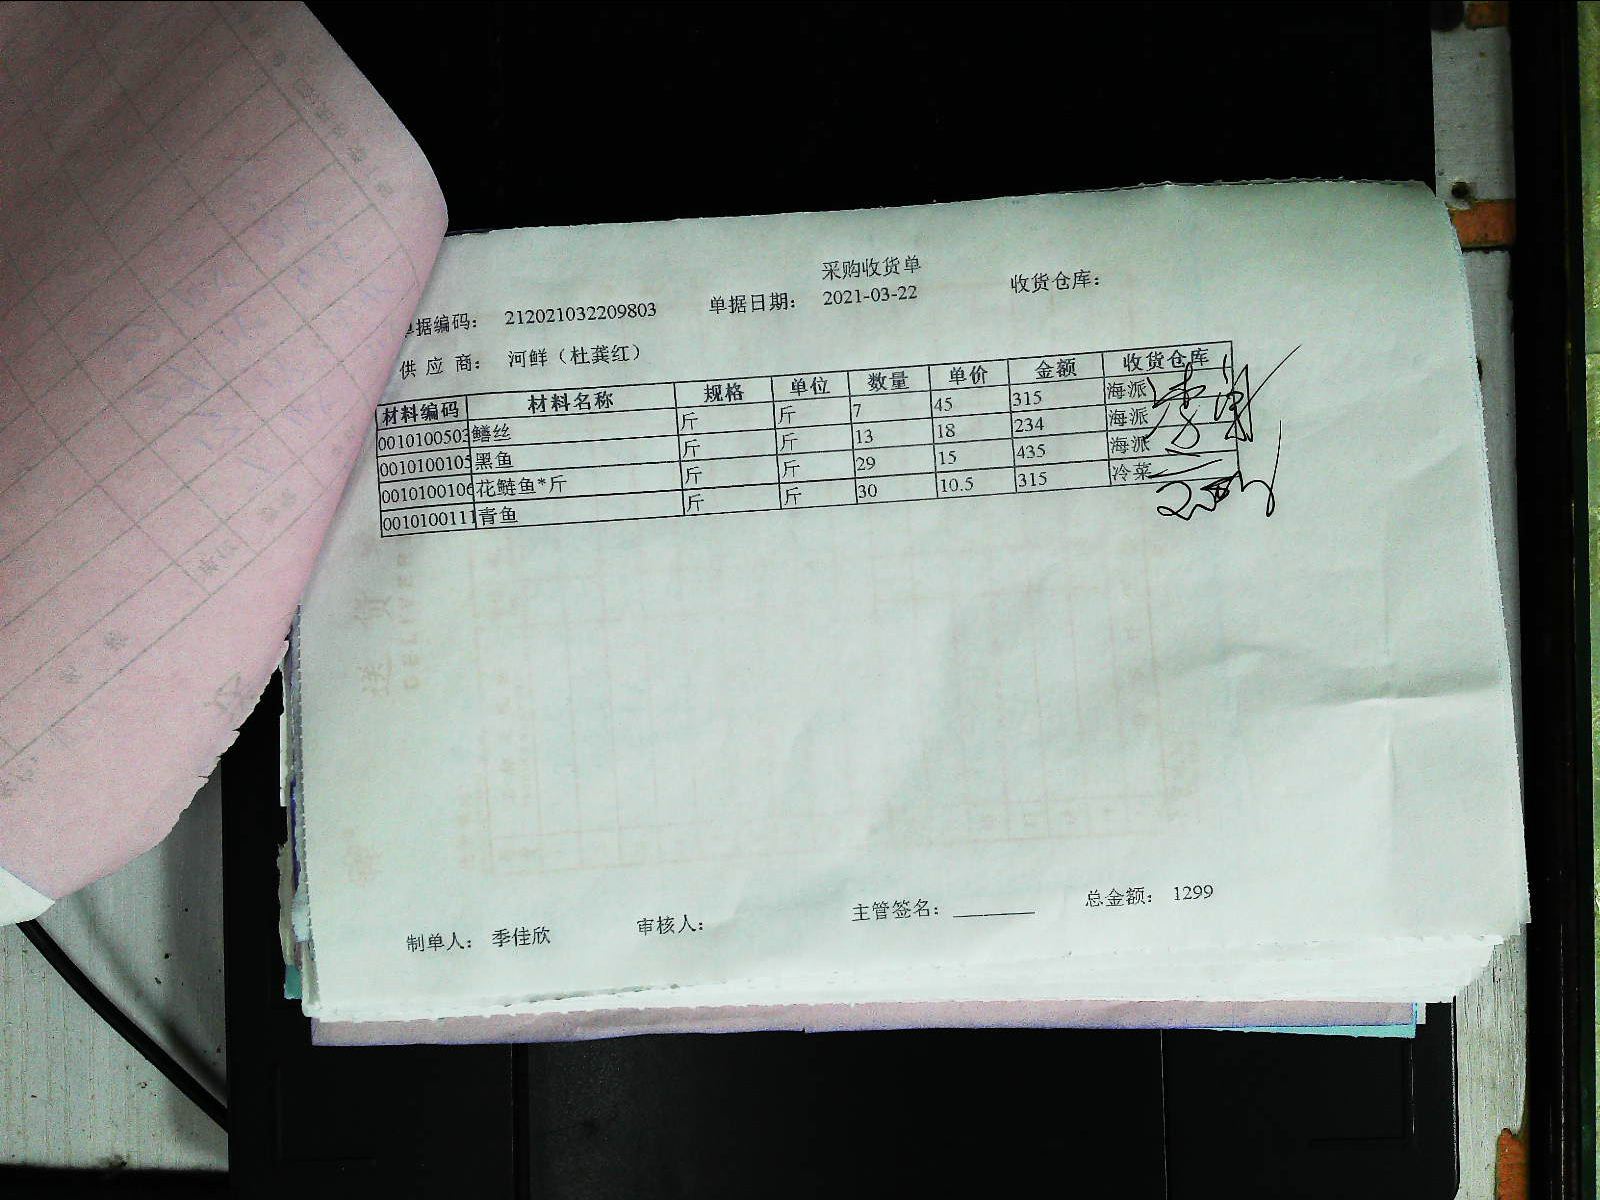 采购收货单
单据编码： 212021032209803 单据日期： 2021-03-22 收货仓库：
供 应 商： 河鲜（杜龚红）
材料编码 材料名称 规格 单位 数量 单价 金额 收货仓库
0010100503 鳝丝 斤 斤 7 45 315 海派
0010100105 黑鱼 斤 斤 13 18 234 海派
0010100106 花鲢鱼*斤 斤 斤 29 15 435 海派
0010100111 青鱼 斤 斤 30 10.5 315 冷菜
制单人： 季佳欣 审核人： 主管签名：________ 总金额： 1299